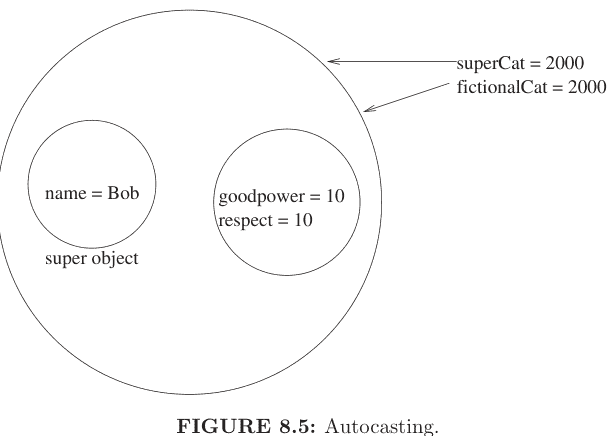 superCat = 2000
fictionalCat = 2000
name = Bob
goodpower = 10
respect = 10
super object
FIGURE 8.5: Autocasting.